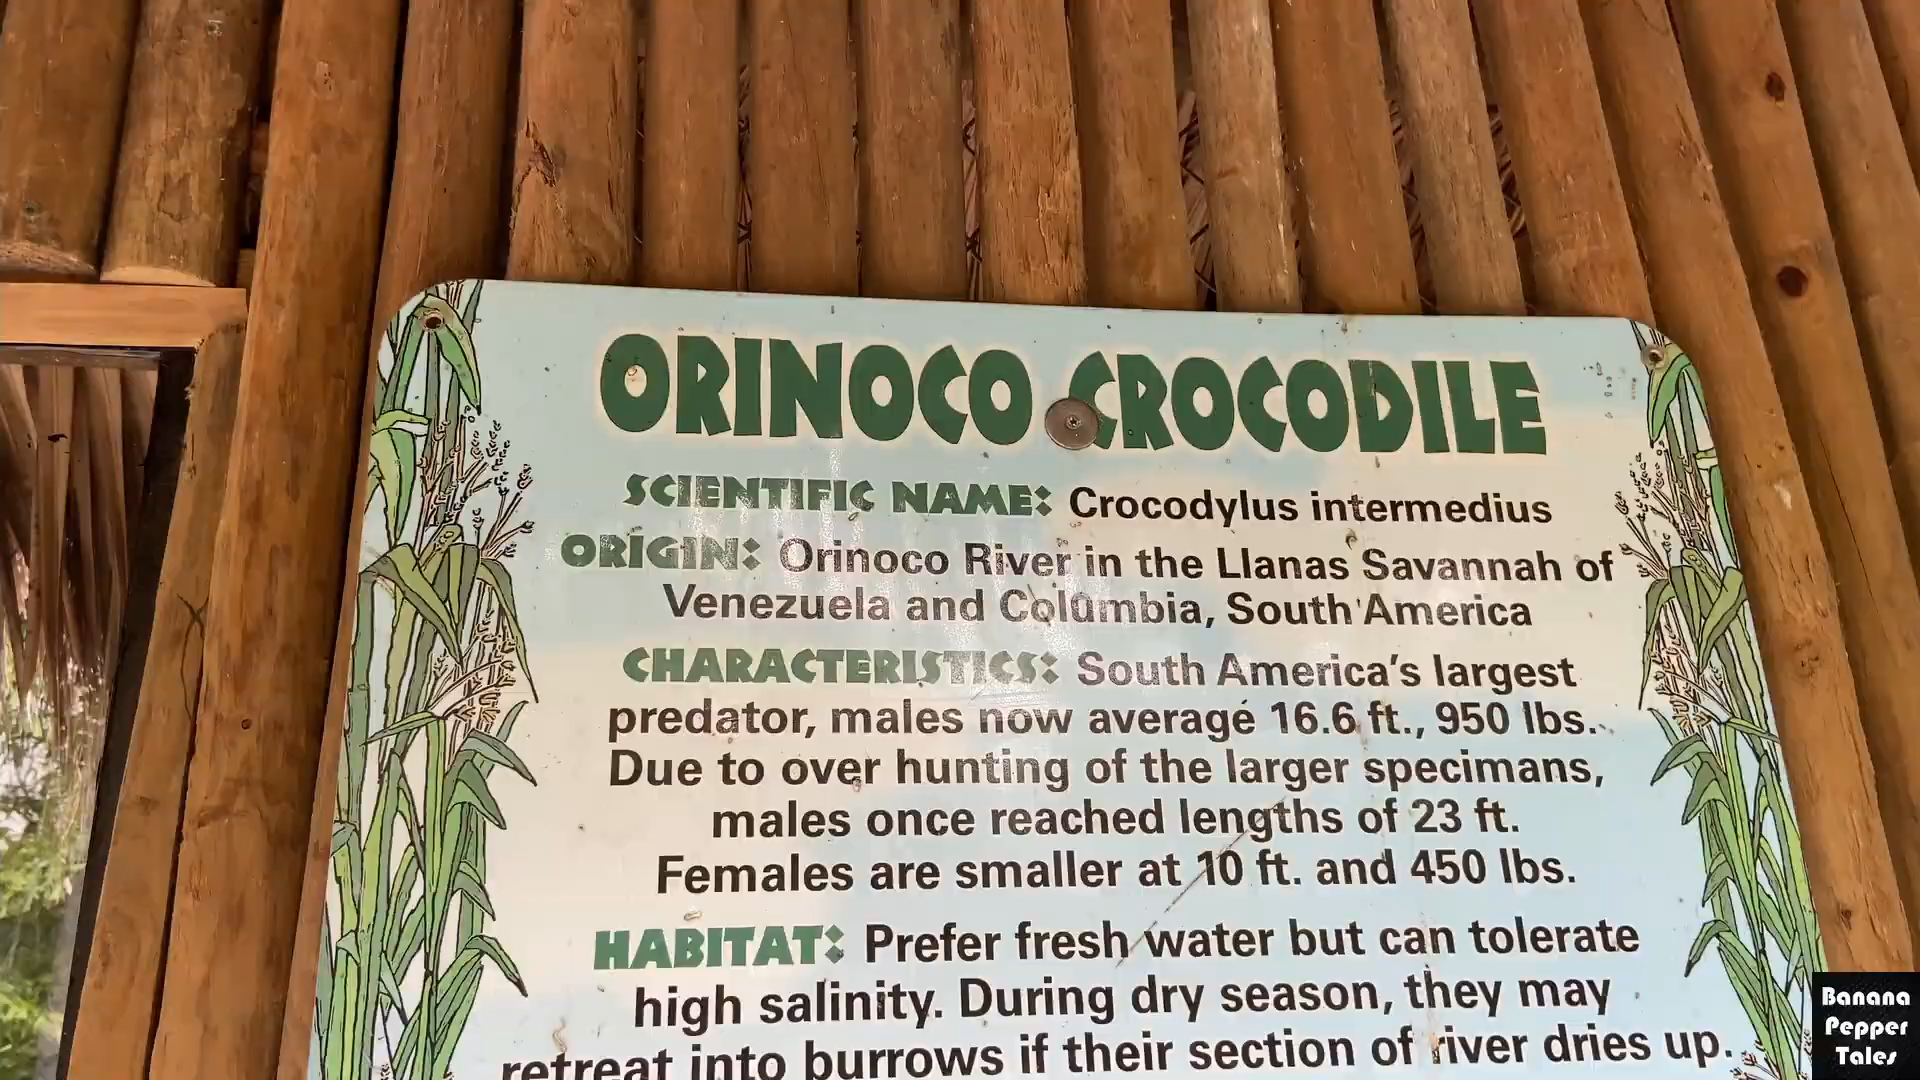 ORINOCO CROCODILE
SCIENTIFIC NAME: Crocodylus intermedius
ORIGIN: Orinoco River in the Llanas Savannah of
Venezuela and Columbia, South America
CHARACTERISTICS: South America's largest
predator, males now average 16.6 ft., 950 lbs.
Due to over hunting of the larger specimans,
males once reached lengths of 23 ft.
Females are smaller at 10 ft. and 450 lbs.
HABITAT: Prefer fresh water but can tolerate
high salinity. During dry season, they may
retreat into burrows if their section of river dries up.
Banana
Pepper
Tales